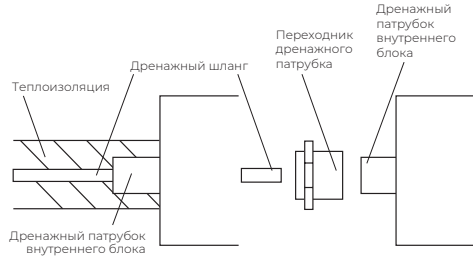 Дренажный
патрубок
внутреннего
блока
Переходник
дренажного
патрубка
Дренажный шланг
Теплоизоляция
Дренажный патрубок
внутреннего блока